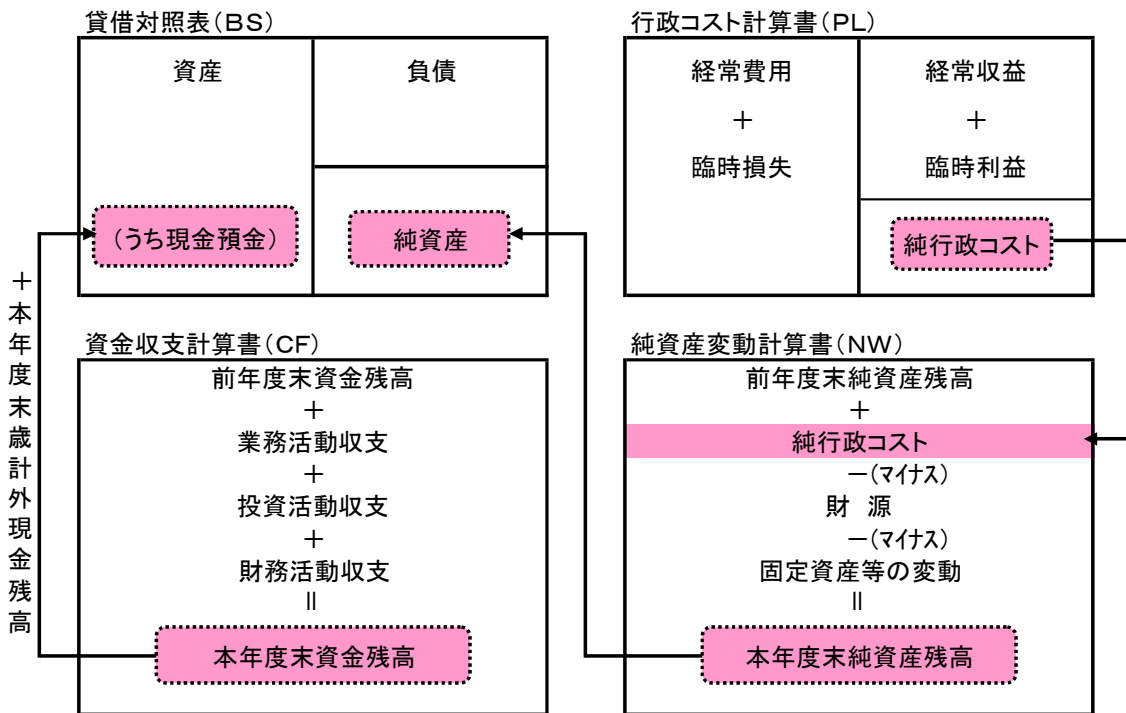 貸借対照表(BS)
資産
負債
(うち現金預金)
純資産
行政コスト計算書(PL)
経常費用
+
臨時損失
経常収益
+
臨時利益
純行政コスト
+本年度末歳計外現金残高
資金収支計算書(CF)
前年度末資金残高
+
業務活動収支
+
投資活動収支
+
財務活動収支
||
本年度末資金残高
純資産変動計算書(NW)
前年度末純資産残高
+
純行政コスト
-(マイナス)
財 源
-(マイナス)
固定資産等の変動
||
本年度末純資産残高